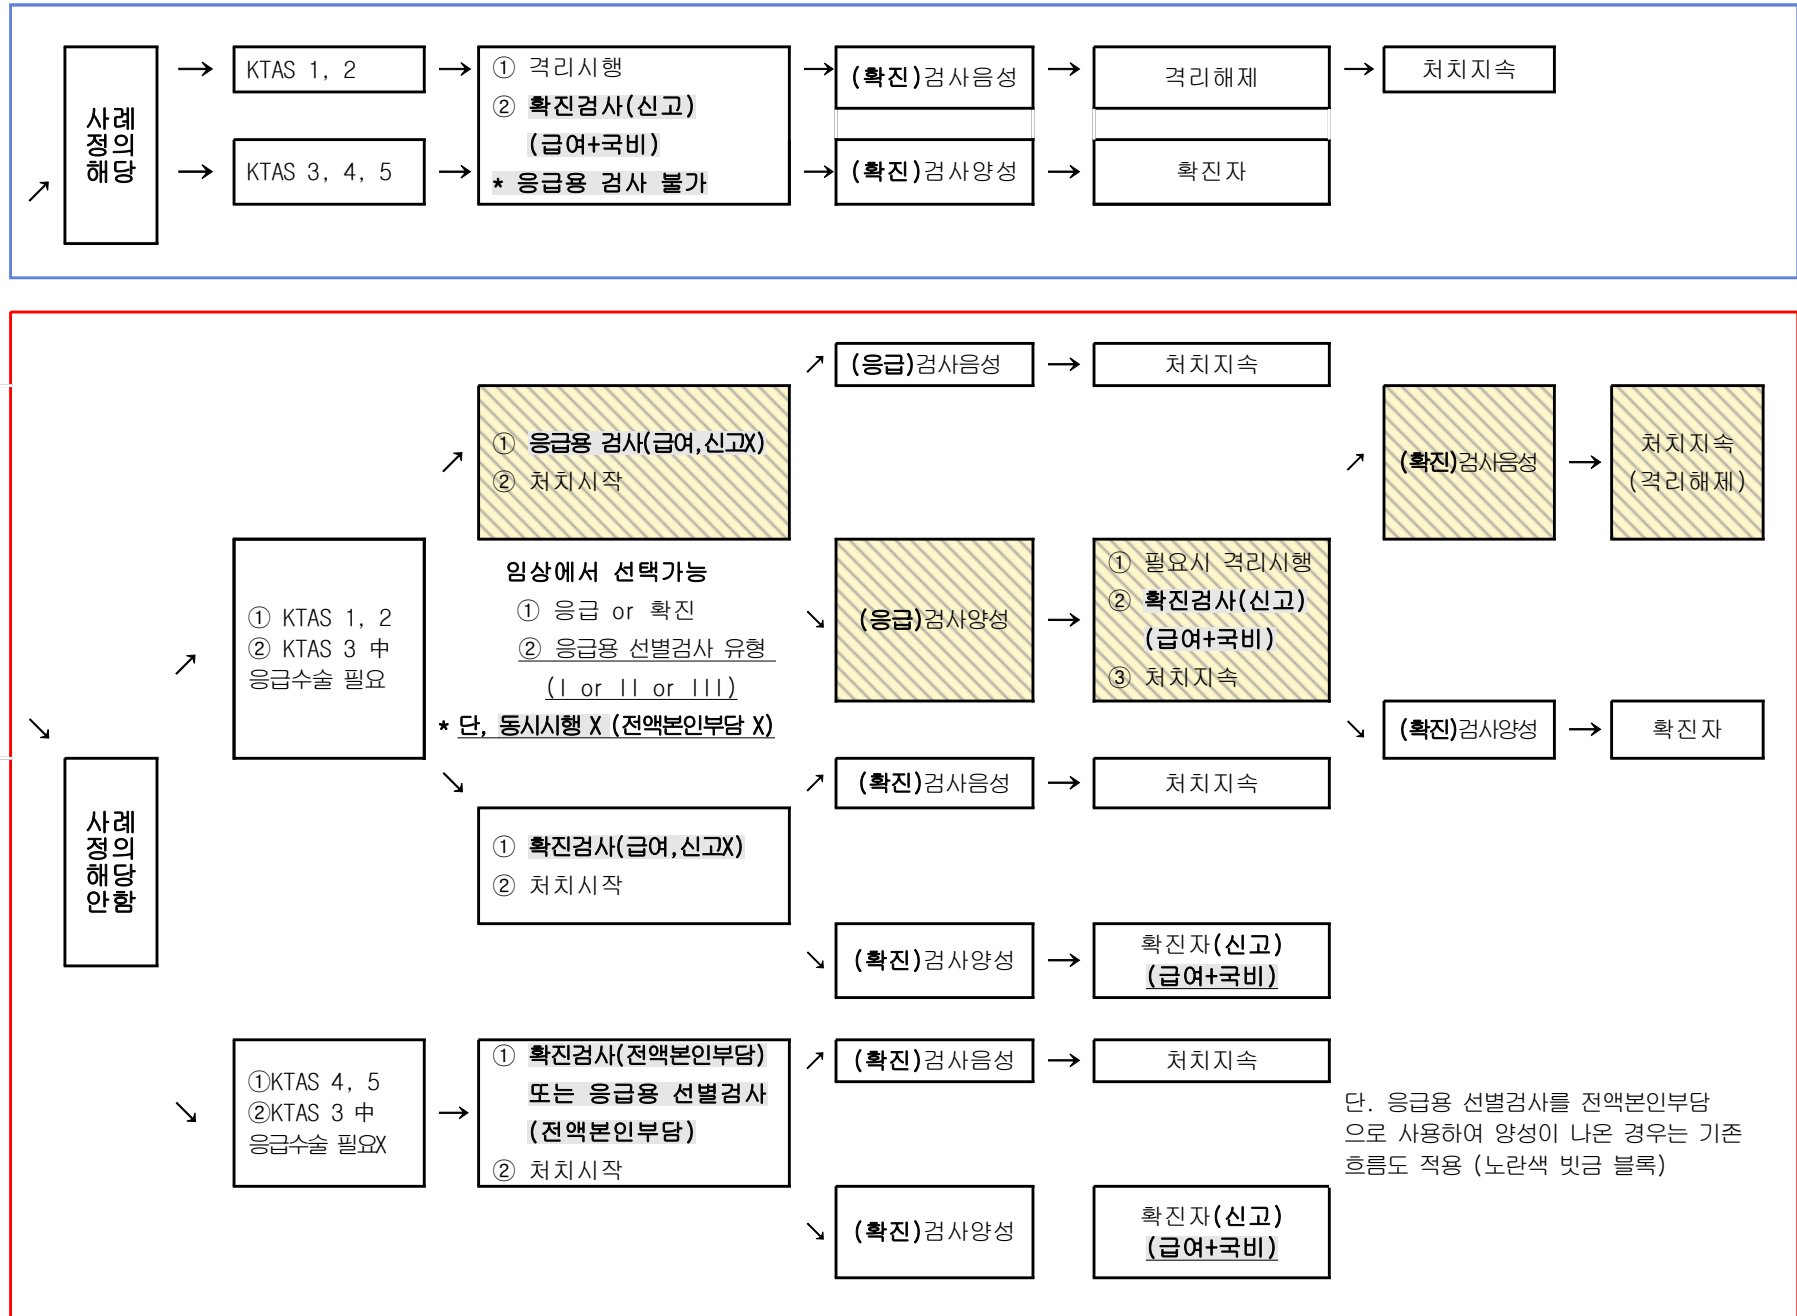 사례
정의
해당
→ KTAS 1, 2 →
→ KTAS 3, 4, 5 →
↗
① 격리시행
② 확진검사(신고)
(급여+국비)
* 응급용 검사 불가
→ (확진)검사음성 → 격리해제 → 처치지속
→ (확진)검사양성 → 확진자
↘
사례
정의
해당
안함
↗
① KTAS 1, 2
② KTAS 3 中
응급수술 필요
↗
① 응급용 검사(급여,신고X)
② 처치시작
임상에서 선택가능
① 응급 or 확진
② 응급용 선별검사 유형
(I or II or III)
* 단, 동시시행 X (전액본인부담 X)
↗ (응급)검사음성 → 처치지속
↘ (응급)검사양성 →
① 필요시 격리시행
② 확진검사(신고)
(급여+국비)
③ 처치지속
↗ (확진)검사음성 →
처치지속
(격리해제)
↘ (확진)검사양성 → 확진자
↘
① 확진검사(급여,신고X)
② 처치시작
↗ (확진)검사음성 → 처치지속
↘ (확진)검사양성 →
확진자(신고)
(급여+국비)
↘
①KTAS 4, 5
②KTAS 3 中
응급수술 필요X
→
① 확진검사(전액본인부담)
또는 응급용 선별검사
(전액본인부담)
② 처치시작
↗ (확진)검사음성 → 처치지속
↘ (확진)검사양성
확진자(신고)
(급여+국비)
단. 응급용 선별검사를 전액본인부담
으로 사용하여 양성이 나온 경우는 기존
흐름도 적용 (노란색 빗금 블록)